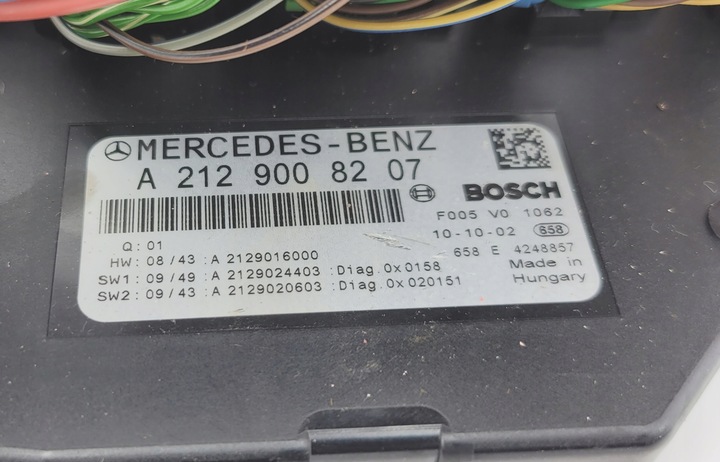 MERCEDES-BENZ
A 212 900 82 07
BOSCH
F005 V0 1062
10-10-02 658
Q: 01
658 E 4248857
HW: 08/43 :A 2129016000
Made in
SW1: 09/49 :A 2129024403 :Diag.0x0158
Hungary
SW2: 09/43 :A 2129020603 :Diag.0x020151